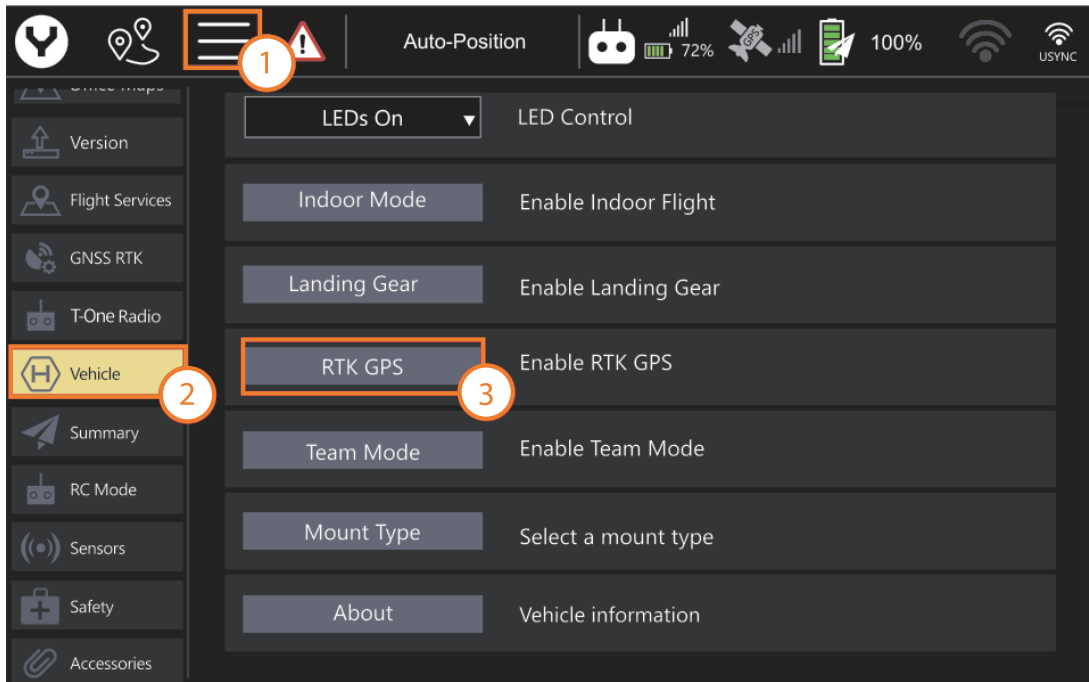 Y
1
Auto-Position
72%
GPS
100%
USYNC
Office Maps
Version
Flight Services
GNSS RTK
T-One Radio
H
Vehicle
2
Summary
RC Mode
Sensors
Safety
Accessories
LEDs On
LED Control
Indoor Mode
Enable Indoor Flight
Landing Gear
Enable Landing Gear
RTK GPS
3
Enable RTK GPS
Team Mode
Enable Team Mode
Mount Type
Select a mount type
About
Vehicle information